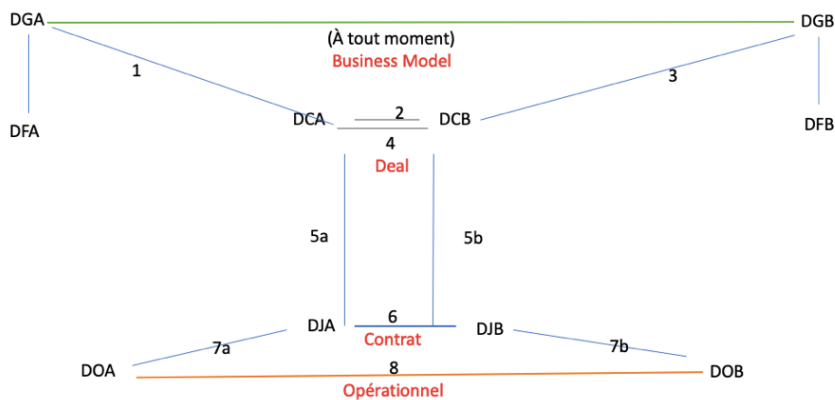 DGA
DGB
(À tout moment)
Business Model
1
3
DFA
DFB
DCA
2
DCB
4
Deal
5a
5b
6
DJA
DJB
Contrat
7a
7b
DOA
8
DOB
Opérationnel